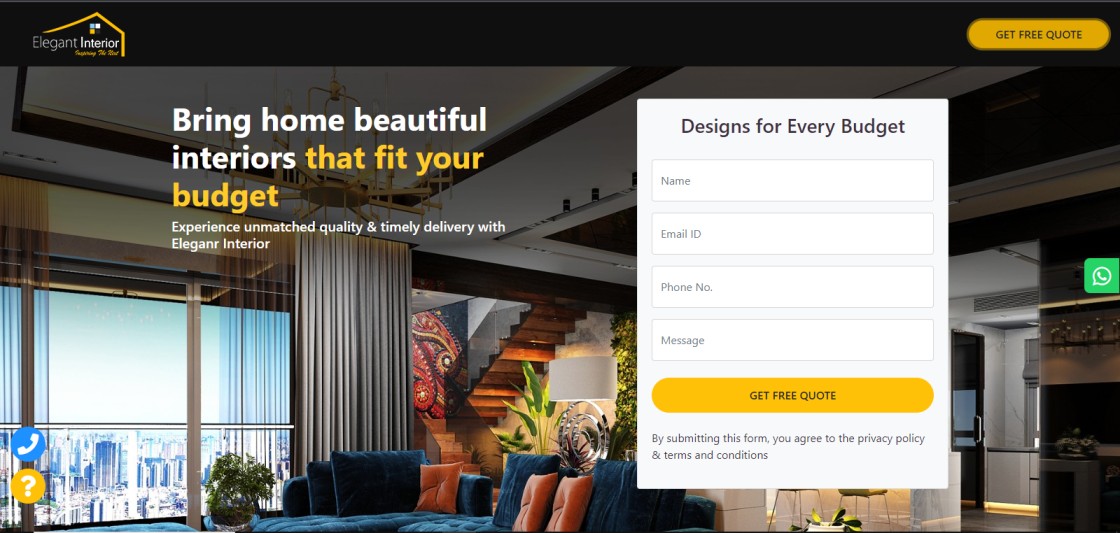 Elegant Interior
Inspiring The Nest
GET FREE QUOTE
Bring home beautiful
interiors that fit your
budget
Experience unmatched quality & timely delivery with
Eleganr Interior
Designs for Every Budget
Name
Email ID
Phone No.
Message
GET FREE QUOTE
By submitting this form, you agree to the privacy policy
& terms and conditions
?